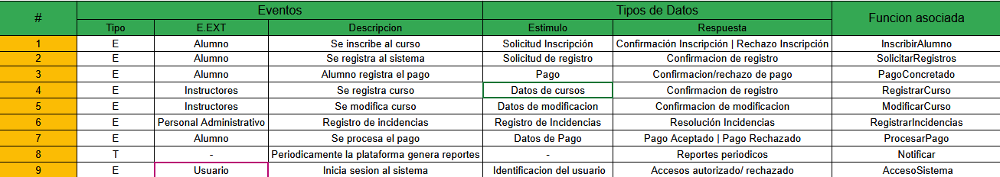 # Eventos Tipos de Datos Funcion asociada
Tipo E.EXT Descripcion Estimulo Respuesta
1 E Alumno Se inscribe al curso Solicitud Inscripción Confirmación Inscripción | Rechazo Inscripción InscribirAlumno
2 E Alumno Se registra al sistema Solicitud de registro Confirmacion de registro SolicitarRegistros
3 E Alumno Alumno registra el pago Pago Confirmacion/rechazo de pago PagoConcretado
4 E Instructores Se registra curso Datos de cursos Confirmacion de registro RegistrarCurso
5 E Instructores Se modifica curso Datos de modificacion Confirmacion de modificacion ModificarCurso
6 E Personal Administrativo Registro de incidencias Registro de Incidencias Resolución Incidencias RegistrarIncidencias
7 E Alumno Se procesa el pago Datos de Pago Pago Aceptado | Pago Rechazado ProcesarPago
8 T - Periodicamente la plataforma genera reportes - Reportes periodicos Notificar
9 E Usuario Inicia sesion al sistema Identificacion del usuario Accesos autorizado/ rechazado AccesoSistema